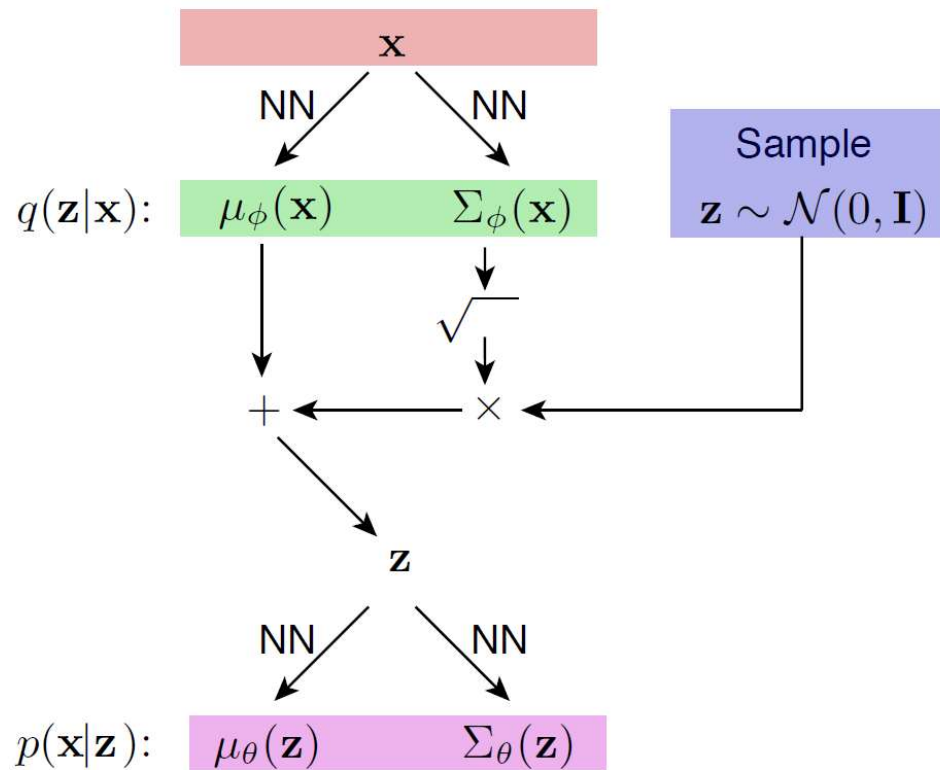 x
NN NN
Sample
q(z|x): μ_ϕ(x) Σ_ϕ(x) z ∼ 𝒩(0, I)
√
+ ×
z
NN NN
p(x|z): μ_θ(z) Σ_θ(z)